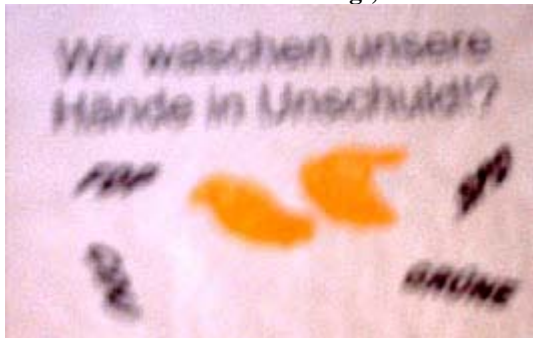 Wir waschen unsere
Hände in Unschuld!?
FDP
SPD
GRÜNE